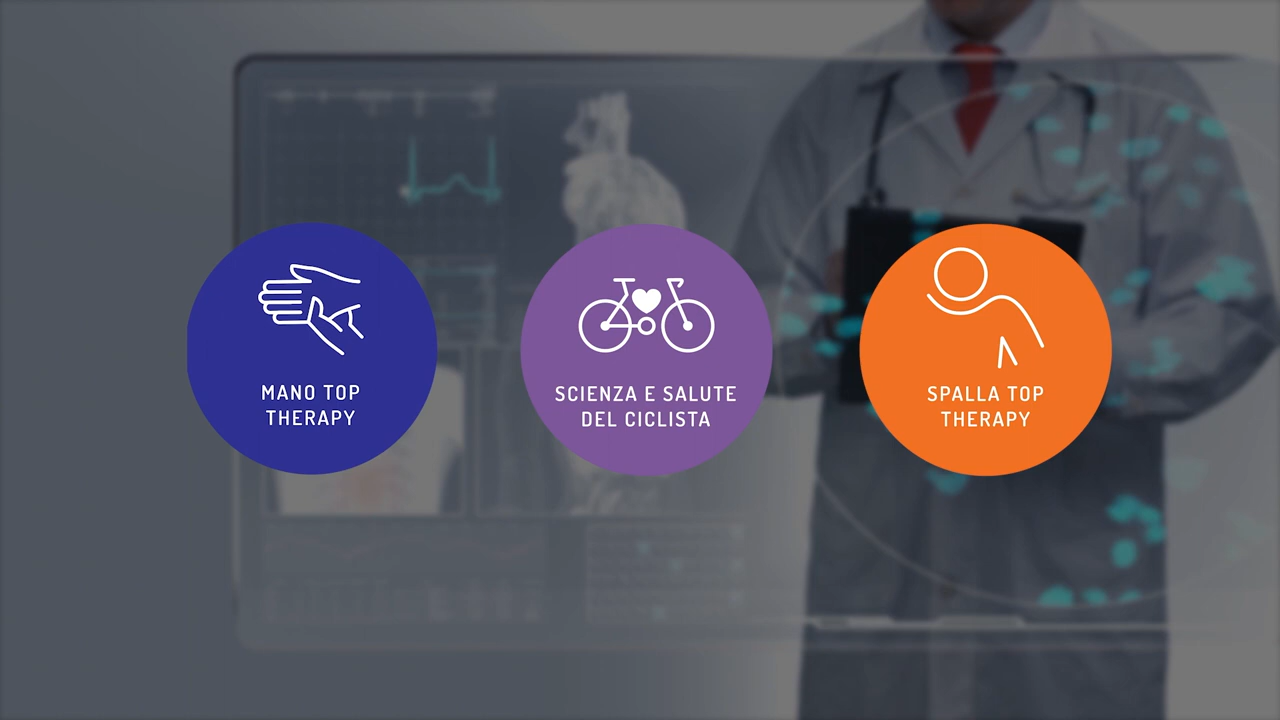 MANO TOP
THERAPY
SCIENZA E SALUTE
DEL CICLISTA
SPALLA TOP
THERAPY